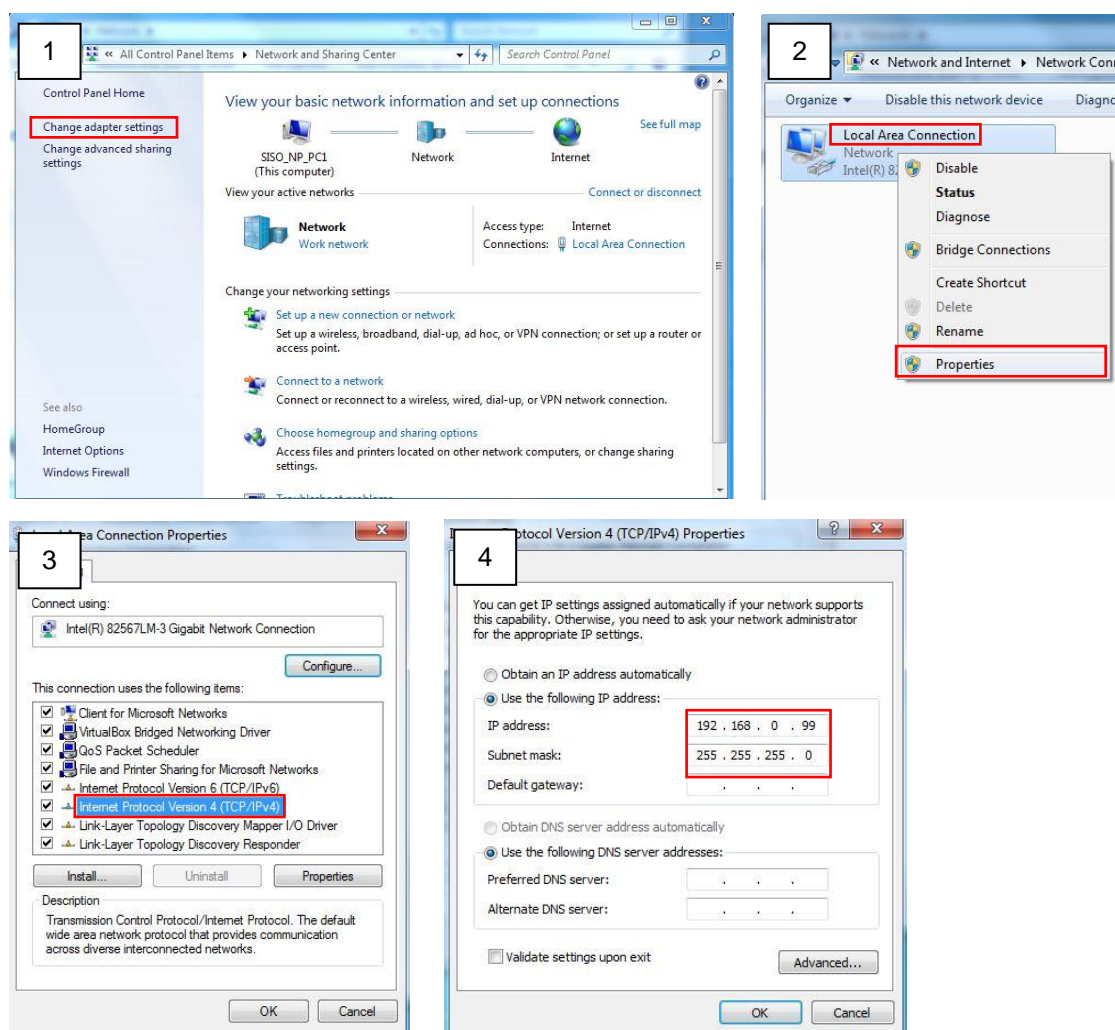 1
« All Control Panel Items ▸ Network and Sharing Center
Search Control Panel
Control Panel Home
Change adapter settings
Change advanced sharing
settings
See also
HomeGroup
Internet Options
Windows Firewall
View your basic network information and set up connections
See full map
SISO_NP_PC1
(This computer)
Network
Internet
View your active networks
Connect or disconnect
Network
Work network
Access type: Internet
Connections: Local Area Connection
Change your networking settings
Set up a new connection or network
Set up a wireless, broadband, dial-up, ad hoc, or VPN connection; or set up a router or
access point.
Connect to a network
Connect or reconnect to a wireless, wired, dial-up, or VPN network connection.
Choose homegroup and sharing options
Access files and printers located on other network computers, or change sharing
settings.
Troubleshoot problems
2
« Network and Internet ▸ Network Conn
Organize ▾ Disable this network device Diagno
Local Area Connection
Network
Intel(R) 8
Disable
Status
Diagnose
Bridge Connections
Create Shortcut
Delete
Rename
Properties
3
ea Connection Properties
Connect using:
Intel(R) 82567LM-3 Gigabit Network Connection
Configure...
This connection uses the following items:
Client for Microsoft Networks
VirtualBox Bridged Networking Driver
QoS Packet Scheduler
File and Printer Sharing for Microsoft Networks
Internet Protocol Version 6 (TCP/IPv6)
Internet Protocol Version 4 (TCP/IPv4)
Link-Layer Topology Discovery Mapper I/O Driver
Link-Layer Topology Discovery Responder
Install... Uninstall Properties
Description
Transmission Control Protocol/Internet Protocol. The default
wide area network protocol that provides communication
across diverse interconnected networks.
OK Cancel
4
otocol Version 4 (TCP/IPv4) Properties
You can get IP settings assigned automatically if your network supports
this capability. Otherwise, you need to ask your network administrator
for the appropriate IP settings.
Obtain an IP address automatically
Use the following IP address:
IP address: 192 . 168 . 0 . 99
Subnet mask: 255 . 255 . 255 . 0
Default gateway: . . .
Obtain DNS server address automatically
Use the following DNS server addresses:
Preferred DNS server: . . .
Alternate DNS server: . . .
Validate settings upon exit
Advanced...
OK Cancel